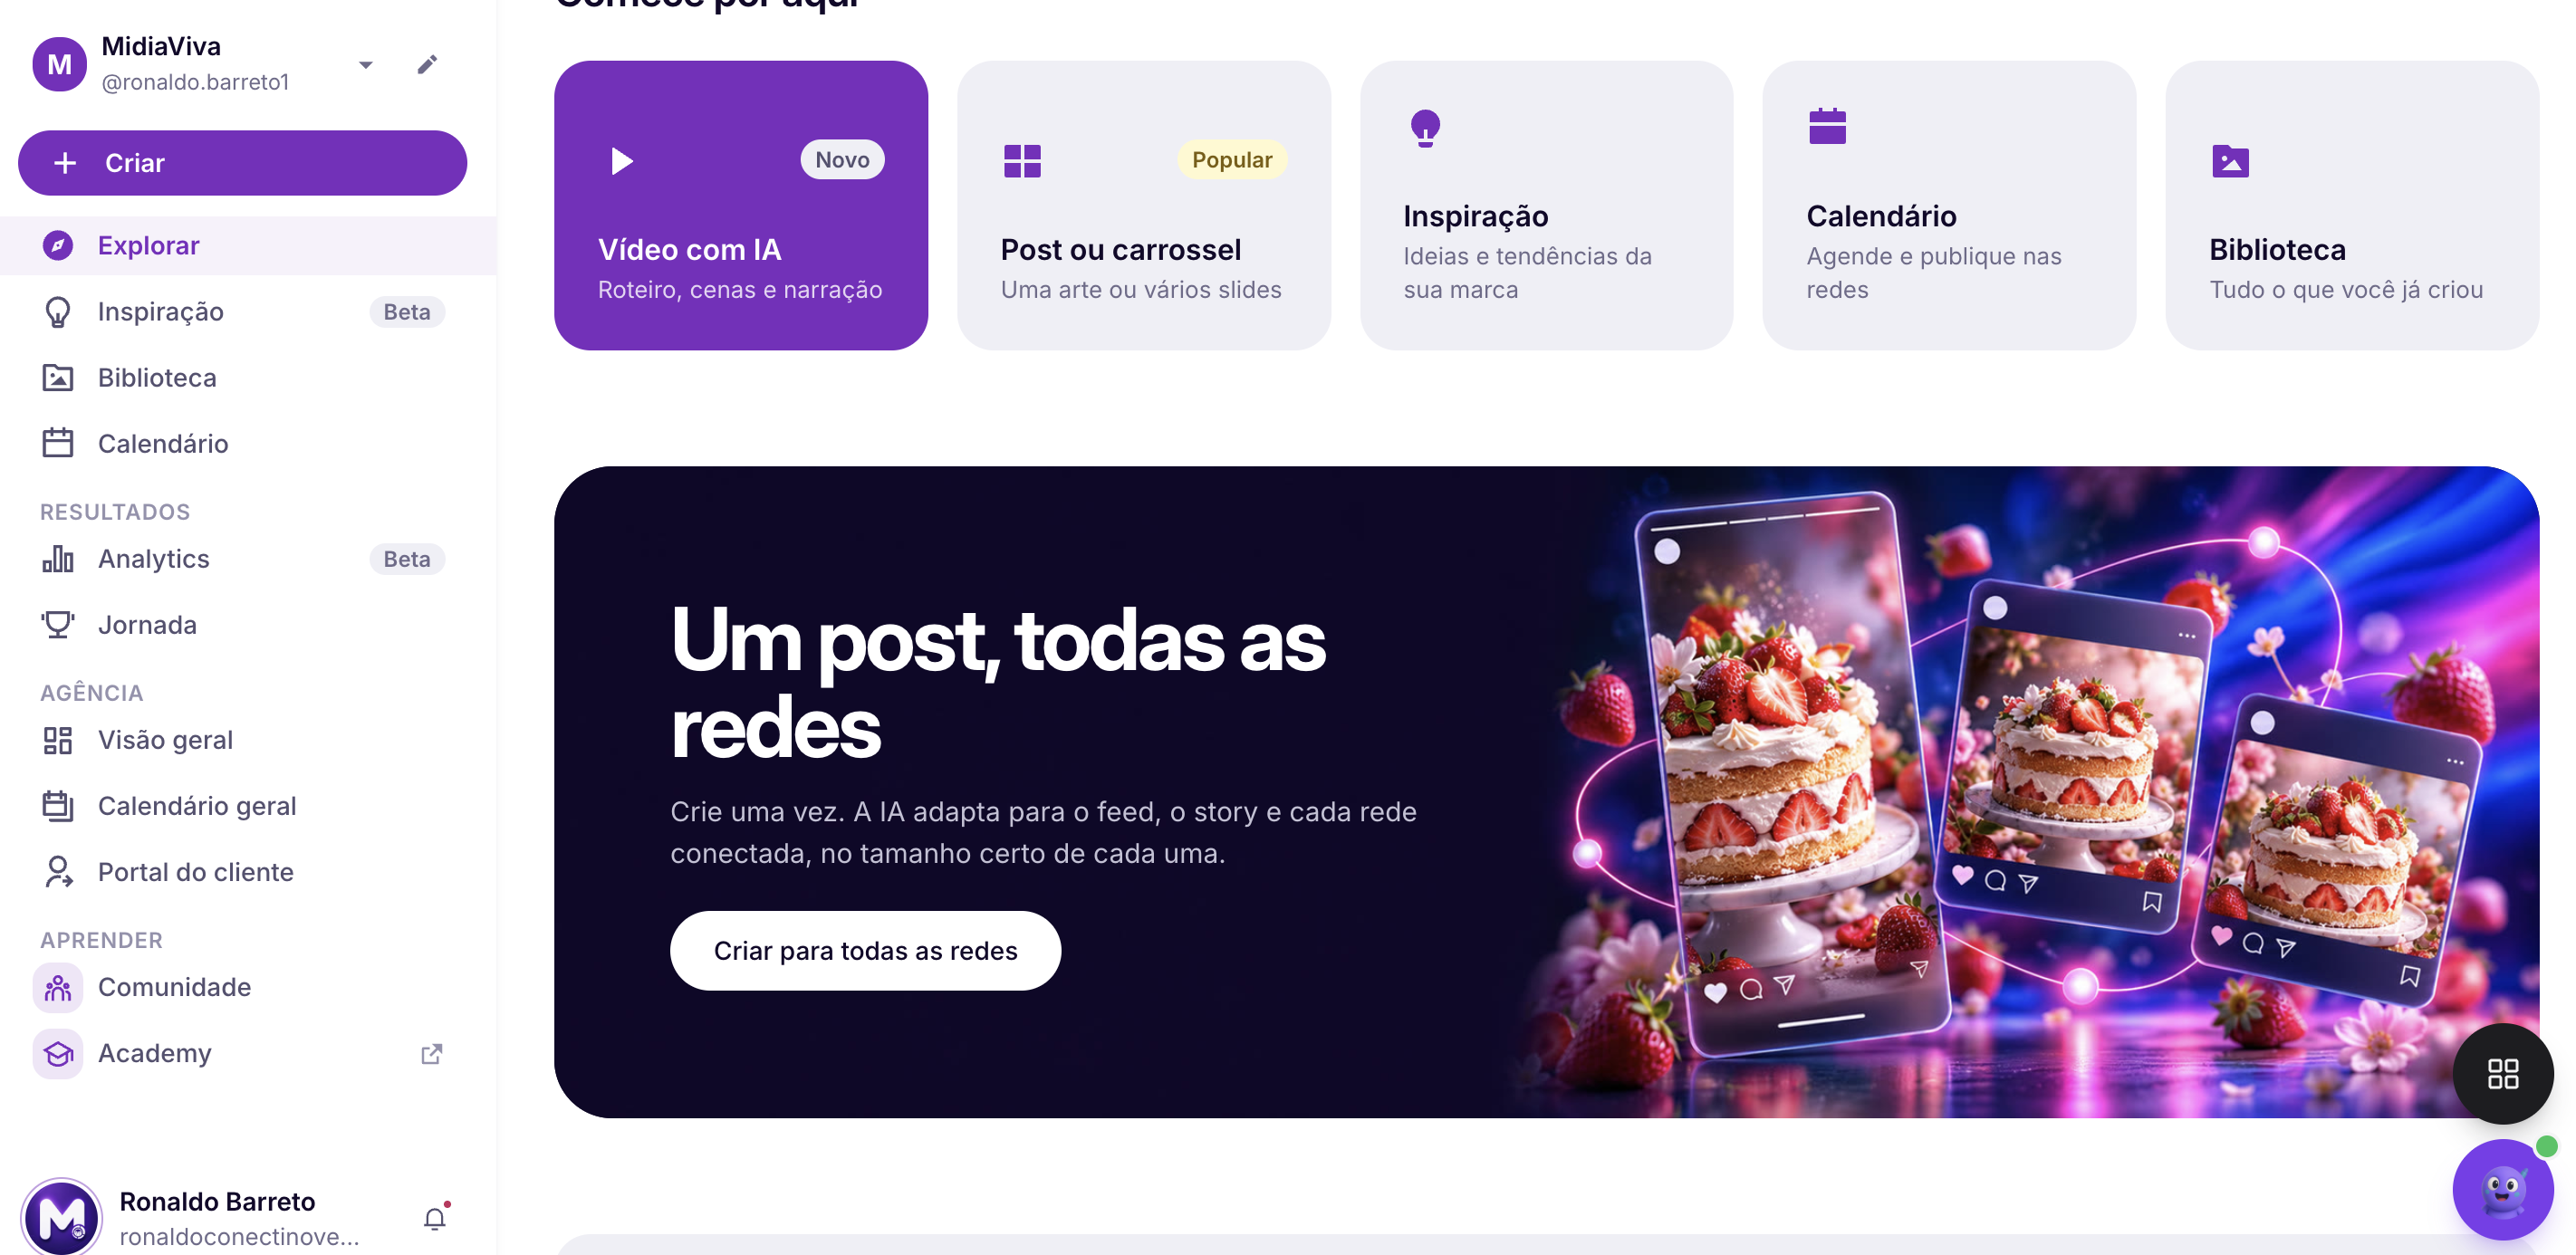 MidiaViva
@ronaldo.barreto1
Criar
Explorar
Inspiração
Beta
Biblioteca
Calendário
RESULTADOS
Analytics
Beta
Jornada
AGÊNCIA
Visão geral
Calendário geral
Portal do cliente
APRENDER
Comunidade
Academy
Ronaldo Barreto
ronaldoconectinove...
Comece por aqui
Novo
Vídeo com IA
Roteiro, cenas e narração
Popular
Post ou carrossel
Uma arte ou vários slides
Inspiração
Ideias e tendências da
sua marca
Calendário
Agende e publique nas
redes
Biblioteca
Tudo o que você já criou
Um post, todas as
redes
Crie uma vez. A IA adapta para o feed, o story e cada rede
conectada, no tamanho certo de cada uma.
Criar para todas as redes